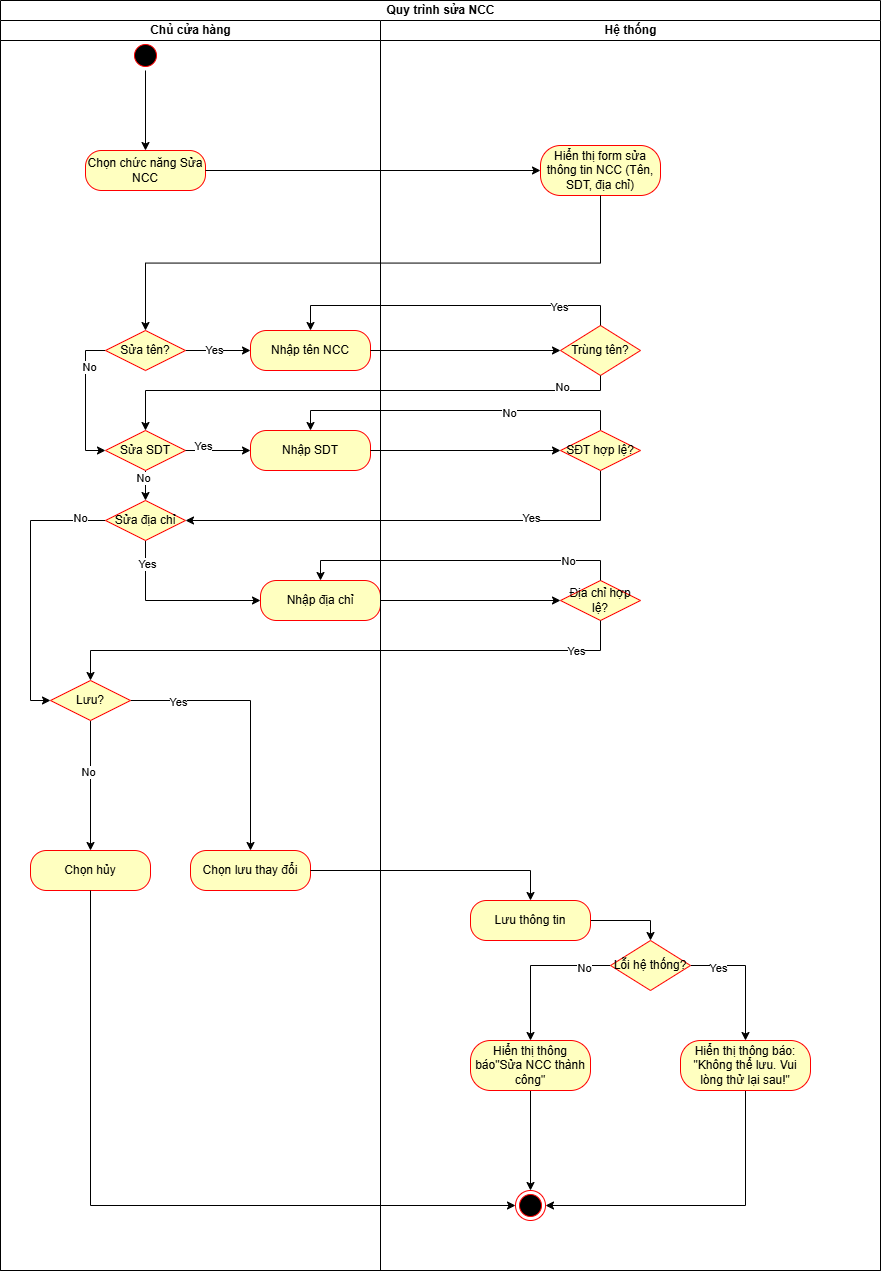 Quy trình sửa NCC
Chủ cửa hàng
Hệ thống
Chọn chức năng Sửa
NCC
Hiển thị form sửa
thông tin NCC (Tên,
SDT, địa chỉ)
Yes
Sửa tên?
Yes
Nhập tên NCC
Trùng tên?
No
No
No
Sửa SDT
Yes
Nhập SDT
SĐT hợp lệ?
No
No
Sửa địa chỉ
Yes
Yes
No
Nhập địa chỉ
Địa chỉ hợp
lệ?
Yes
Lưu?
Yes
No
Chọn hủy
Chọn lưu thay đổi
Lưu thông tin
No
Lỗi hệ thống?
Yes
Hiển thị thông
báo"Sửa NCC thành
công"
Hiển thị thông báo:
"Không thể lưu. Vui
lòng thử lại sau!"